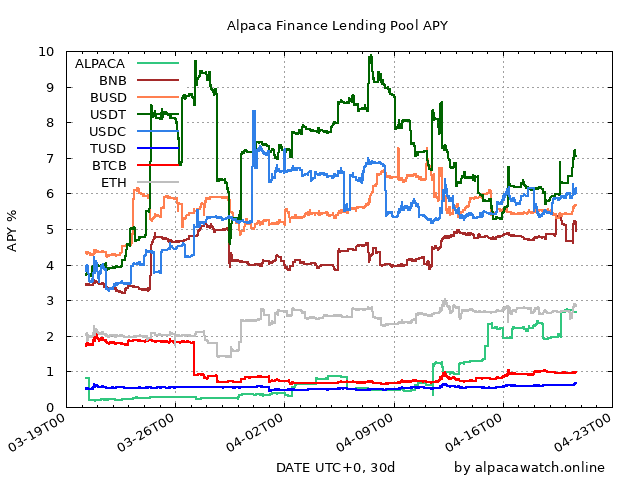 Alpaca Finance Lending Pool APY
10
9
8
7
6
5
4
3
2
1
0
APY %
ALPACA
BNB
BUSD
USDT
USDC
TUSD
BTCB
ETH
03-19T00
03-26T00
04-02T00
04-09T00
04-16T00
04-23T00
DATE UTC+0, 30d
by alpacawatch.online